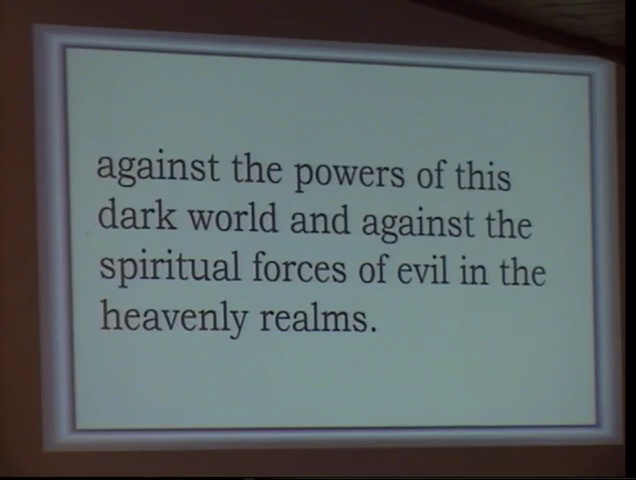 against the powers of this
dark world and against the
spiritual forces of evil in the
heavenly realms.